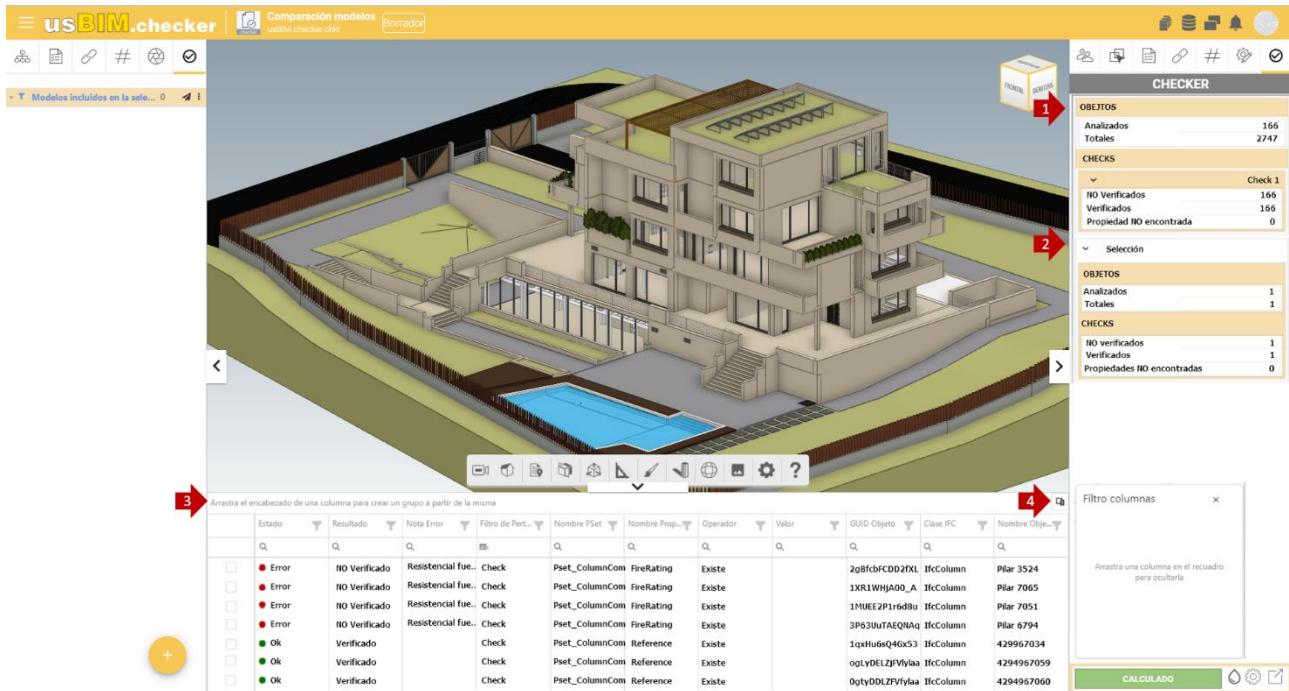 usBIM.checker
Comparación modelos
usBIM.checker.chkr
Borrador
checker
Modelos incluidos en la sele... 0
FRONTAL
1
2
3
4
CHECKER
OBEJTOS
Analizados 166
Totales 2747
CHECKS
Check 1
NO Verificados 166
Verificados 166
Propiedad NO encontrada 0
Selección
OBJETOS
Analizados 1
Totales 1
CHECKS
NO verificados 1
Verificados 1
Propiedades NO encontradas 0
Arrastra el encabezado de una columna para crear un grupo a partir de la misma
Estado Resultado Nota Error Filtro de Pert... Nombre PSet Nombre Prop... Operador Valor GUID Objeto Clase IFC Nombre Obje...
Error NO Verificado Resistencial fue... Check Pset_ColumnCom FireRating Existe 2gBfcbFCDD2fXL IfcColumn Pilar 3524
Error NO Verificado Resistencial fue... Check Pset_ColumnCom FireRating Existe 1XR1WHjA00_A IfcColumn Pilar 7065
Error NO Verificado Resistencial fue... Check Pset_ColumnCom FireRating Existe 1MUEE2P1r6d8u IfcColumn Pilar 7051
Error NO Verificado Resistencial fue... Check Pset_ColumnCom FireRating Existe 3P63UuTAEQNAq IfcColumn Pilar 6794
Ok Verificado Check Pset_ColumnCom Reference Existe 1qxHu6sQ4Gx53 IfcColumn 429967034
Ok Verificado Check Pset_ColumnCom Reference Existe ogLyDELZjFVlylaa IfcColumn 4294967059
Ok Verificado Check Pset_ColumnCom Reference Existe 0gtyDDLZFVfylaa IfcColumn 4294967060
Filtro columnas
Arrastra una columna en el recuadro
para ocultarla
CALCULADO